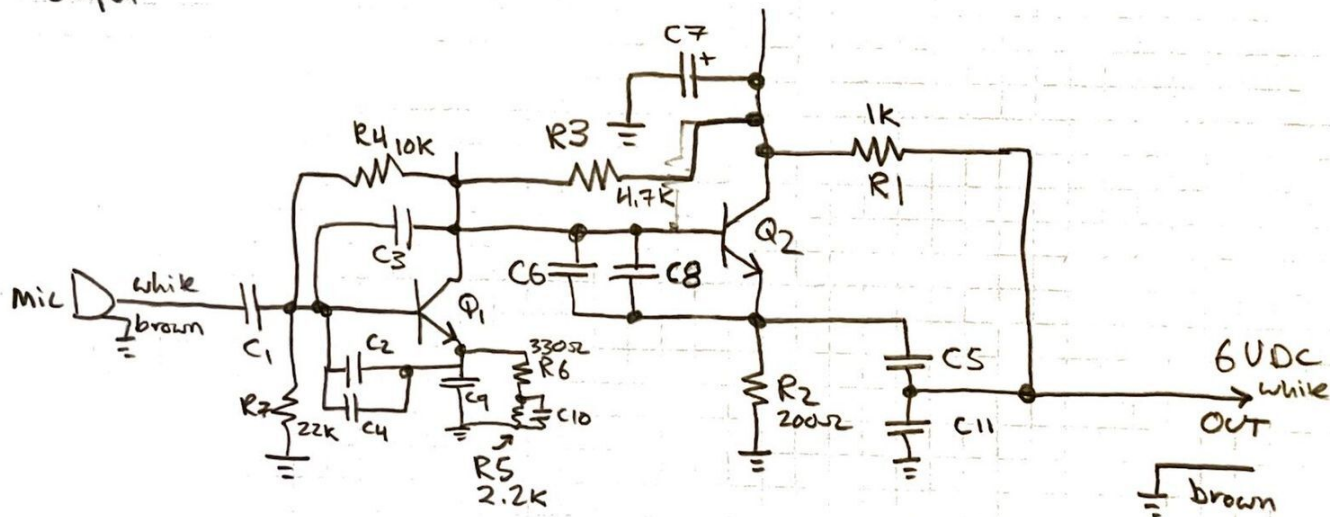 C7
+
R4 10K
R3
4.7K
1K
R1
C3
Q2
C6
C8
Mic
white
brown
C1
Q1
C2
C4
R7
22K
C9
330Ω
R6
C10
R5
2.2K
R2
200Ω
C5
C11
6VDC
white
OUT
brown